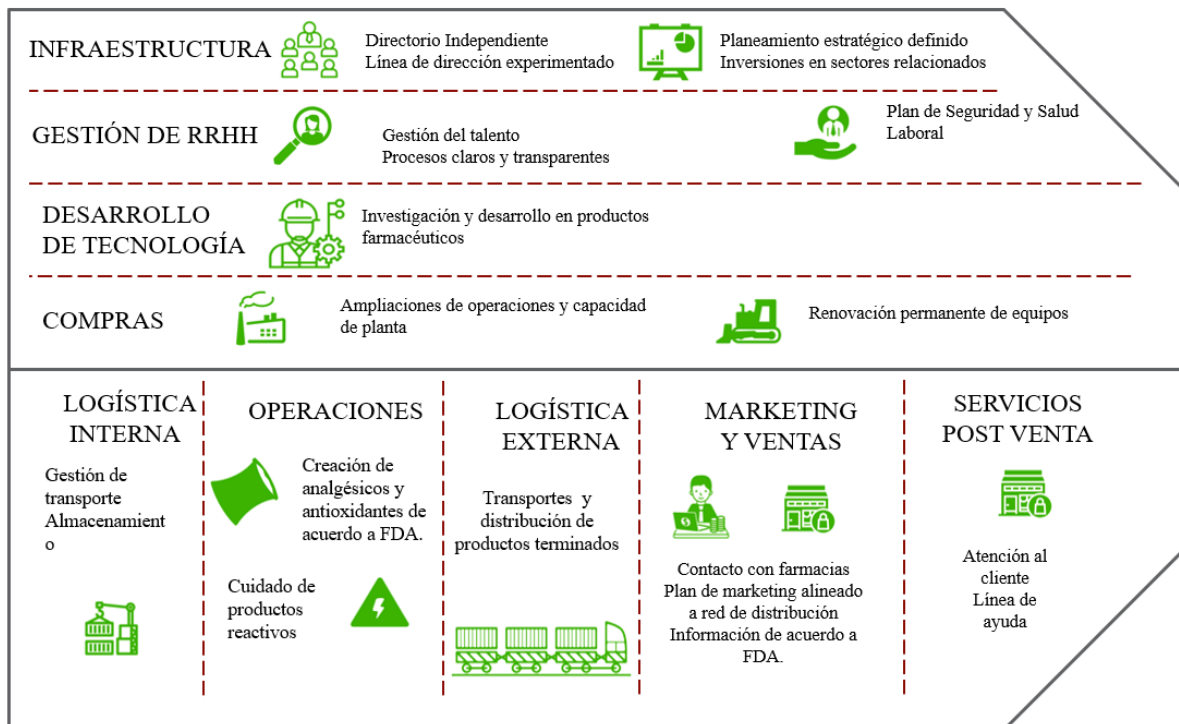 INFRAESTRUCTURA
Directorio Independiente
Línea de dirección experimentado
Planeamiento estratégico definido
Inversiones en sectores relacionados
GESTIÓN DE RRHH
Gestión del talento
Procesos claros y transparentes
Plan de Seguridad y Salud
Laboral
DESARROLLO
DE TECNOLOGÍA
Investigación y desarrollo en productos
farmacéuticos
COMPRAS
Ampliaciones de operaciones y capacidad
de planta
Renovación permanente de equipos
LOGÍSTICA
INTERNA
Gestión de
transporte
Almacenamient
o
OPERACIONES
Creación de
analgésicos y
antioxidantes de
acuerdo a FDA.
Cuidado de
productos
reactivos
LOGÍSTICA
EXTERNA
Transportes y
distribución de
productos terminados
MARKETING
Y VENTAS
Contacto con farmacias
Plan de marketing alineado
a red de distribución
Información de acuerdo a
FDA.
SERVICIOS
POST VENTA
Atención al
cliente
Línea de
ayuda